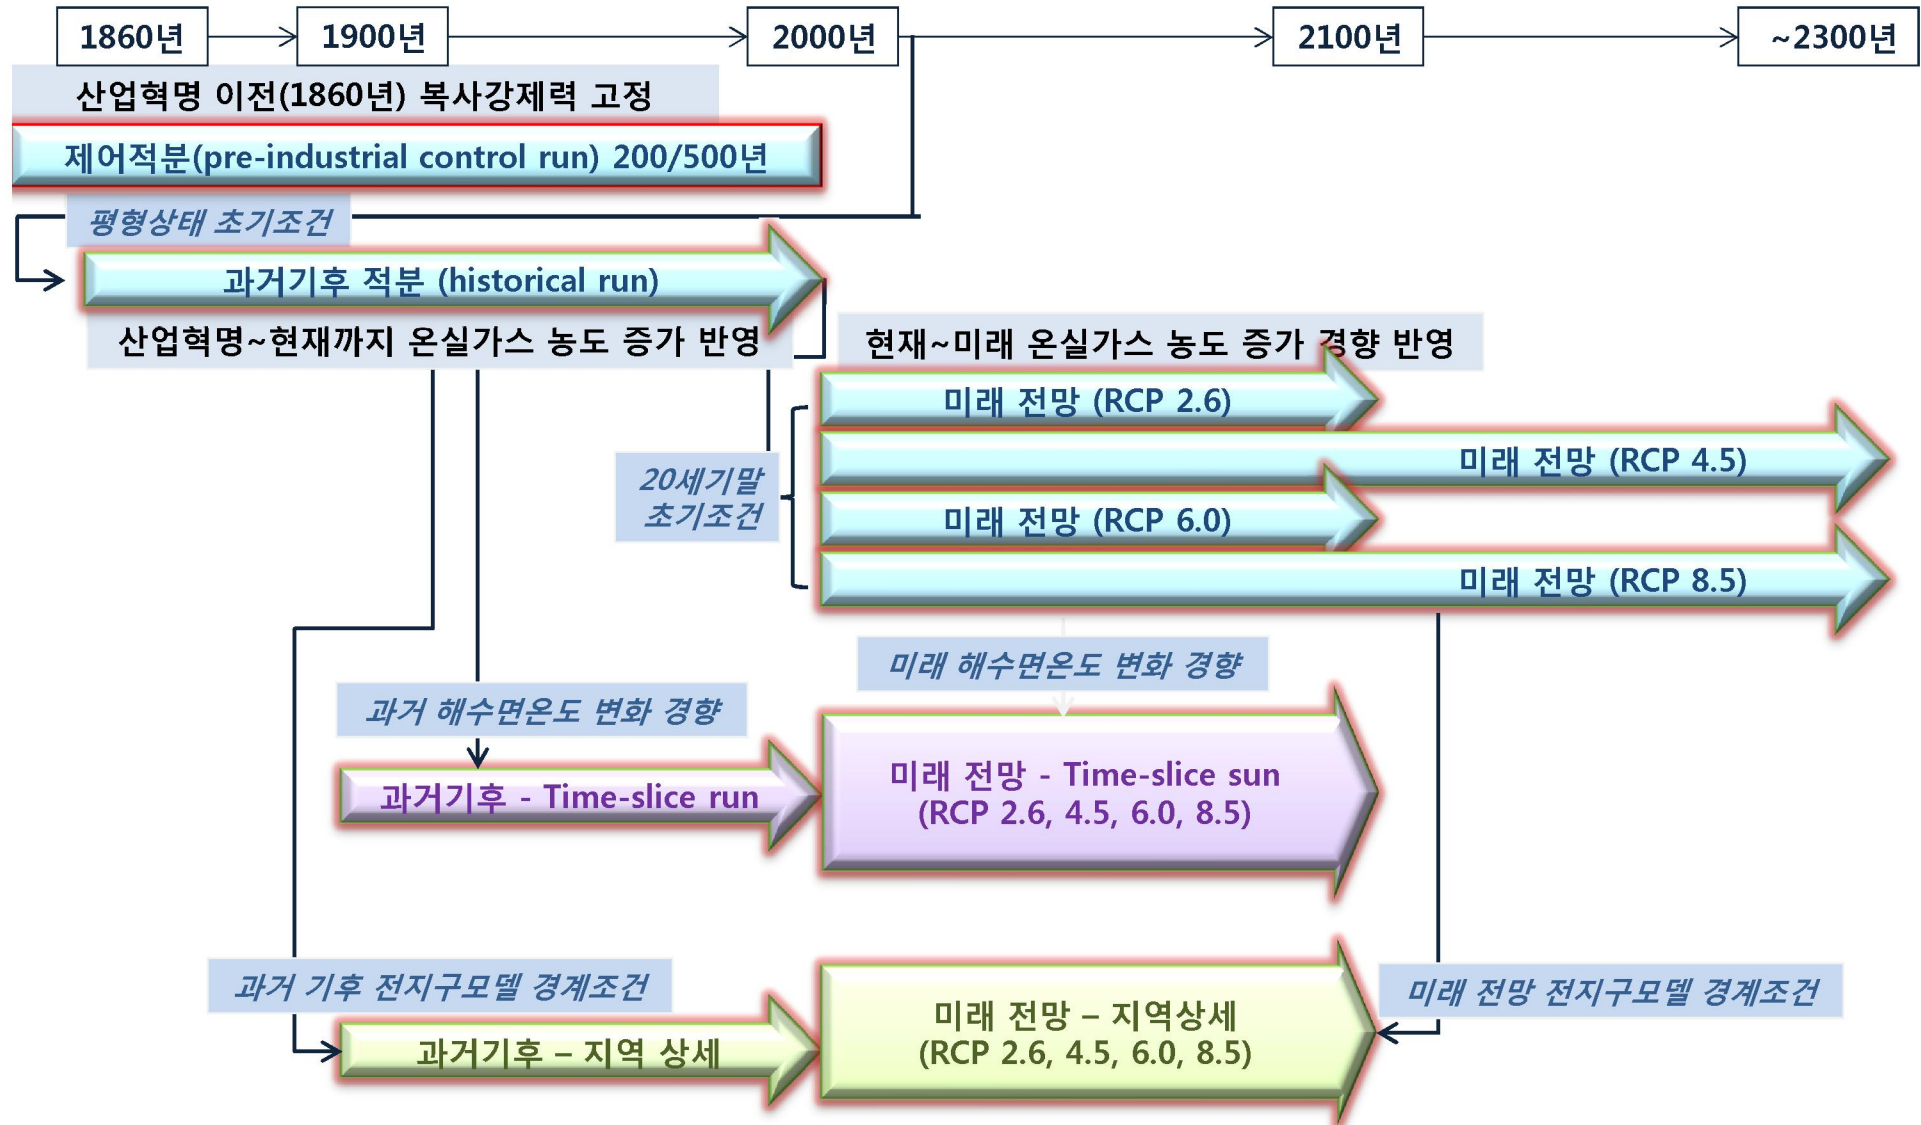 1860년
1900년
2000년
2100년
~2300년
산업혁명 이전(1860년) 복사강제력 고정
제어적분(pre-industrial control run) 200/500년
평형상태 초기조건
과거기후 적분 (historical run)
산업혁명~현재까지 온실가스 농도 증가 반영
현재~미래 온실가스 농도 증가 경향 반영
미래 전망 (RCP 2.6)
미래 전망 (RCP 4.5)
20세기말
초기조건
미래 전망 (RCP 6.0)
미래 전망 (RCP 8.5)
미래 해수면온도 변화 경향
과거 해수면온도 변화 경향
과거기후 - Time-slice run
미래 전망 - Time-slice sun
(RCP 2.6, 4.5, 6.0, 8.5)
과거 기후 전지구모델 경계조건
미래 전망 전지구모델 경계조건
과거기후 – 지역 상세
미래 전망 – 지역상세
(RCP 2.6, 4.5, 6.0, 8.5)